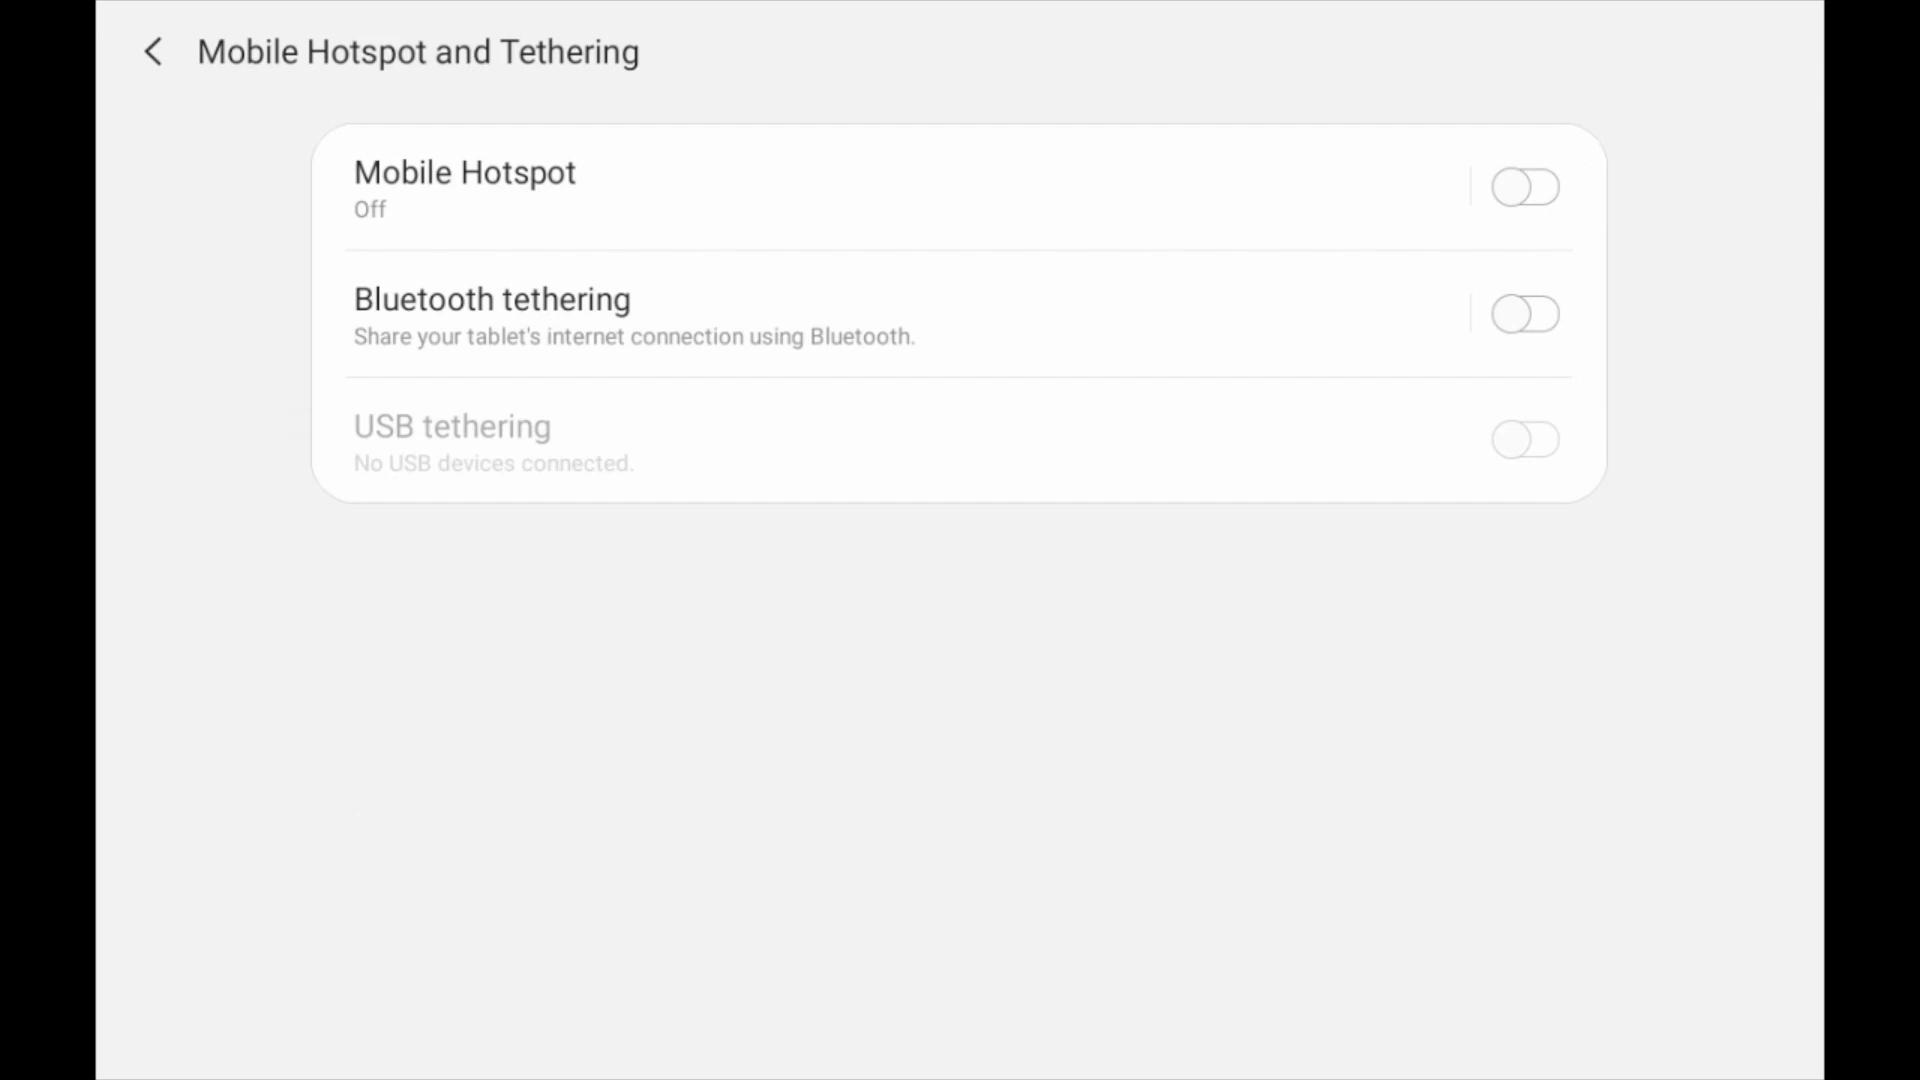 Mobile Hotspot and Tethering
Mobile Hotspot
Off
Bluetooth tethering
Share your tablet's internet connection using Bluetooth.
USB tethering
No USB devices connected.